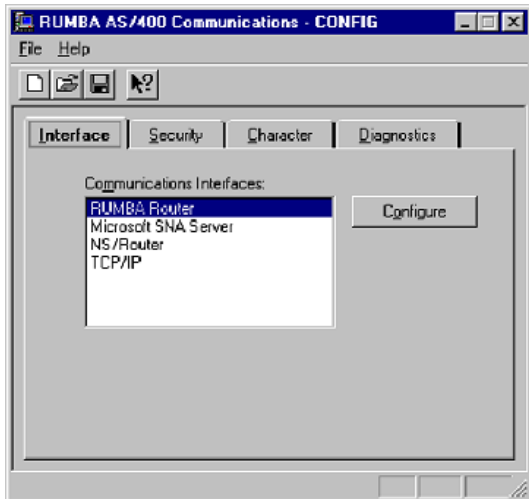 RUMBA AS/400 Communications - CONFIG
File Help
Interface Security Character Diagnostics
Communications Interfaces:
RUMBA Router
Configure
Microsoft SNA Server
NS/Router
TCP/IP